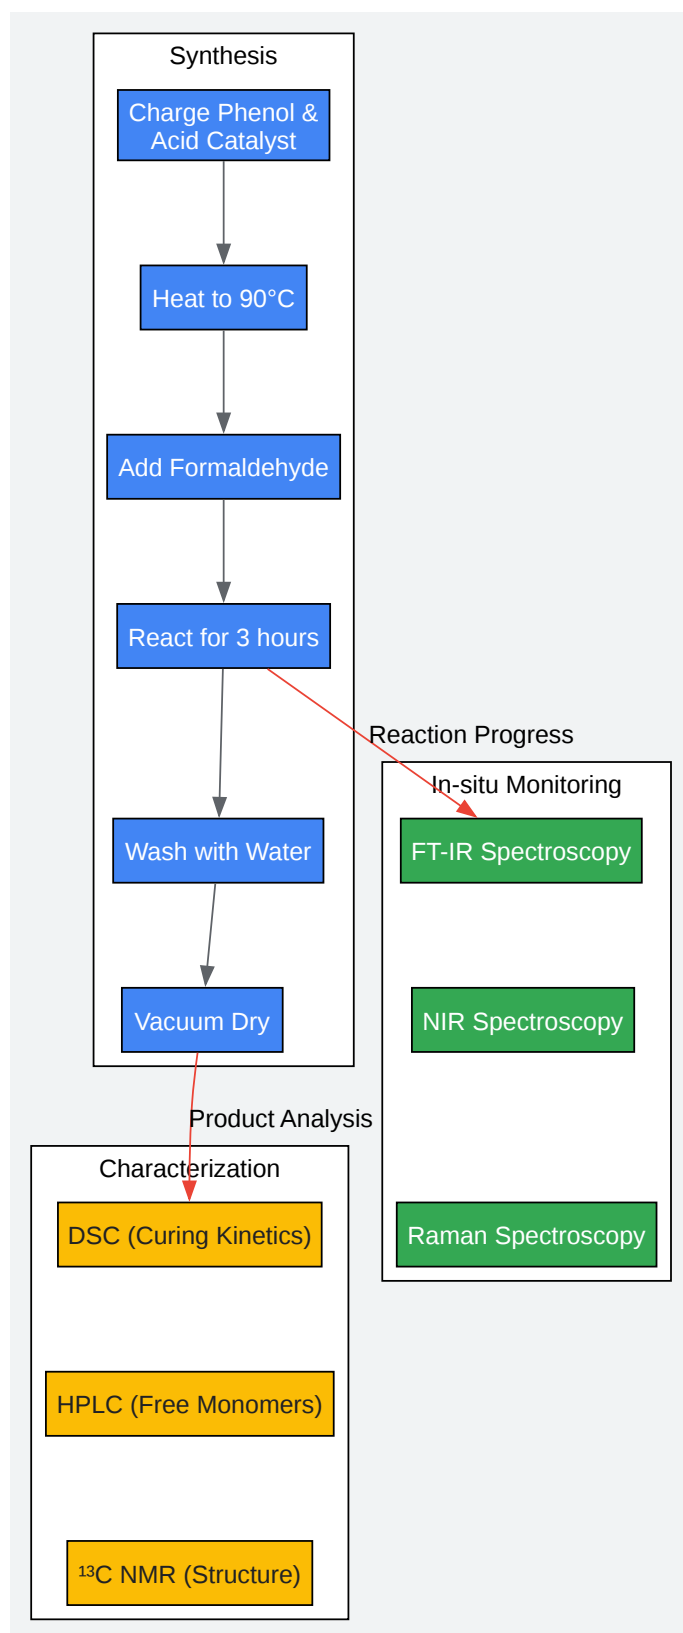 Synthesis
Charge Phenol &
Acid Catalyst
Heat to 90°C
Add Formaldehyde
React for 3 hours
Reaction Progress
In-situ Monitoring
Wash with Water
FT-IR Spectroscopy
Vacuum Dry
NIR Spectroscopy
Product Analysis
Characterization
DSC (Curing Kinetics)
Raman Spectroscopy
HPLC (Free Monomers)
¹³C NMR (Structure)